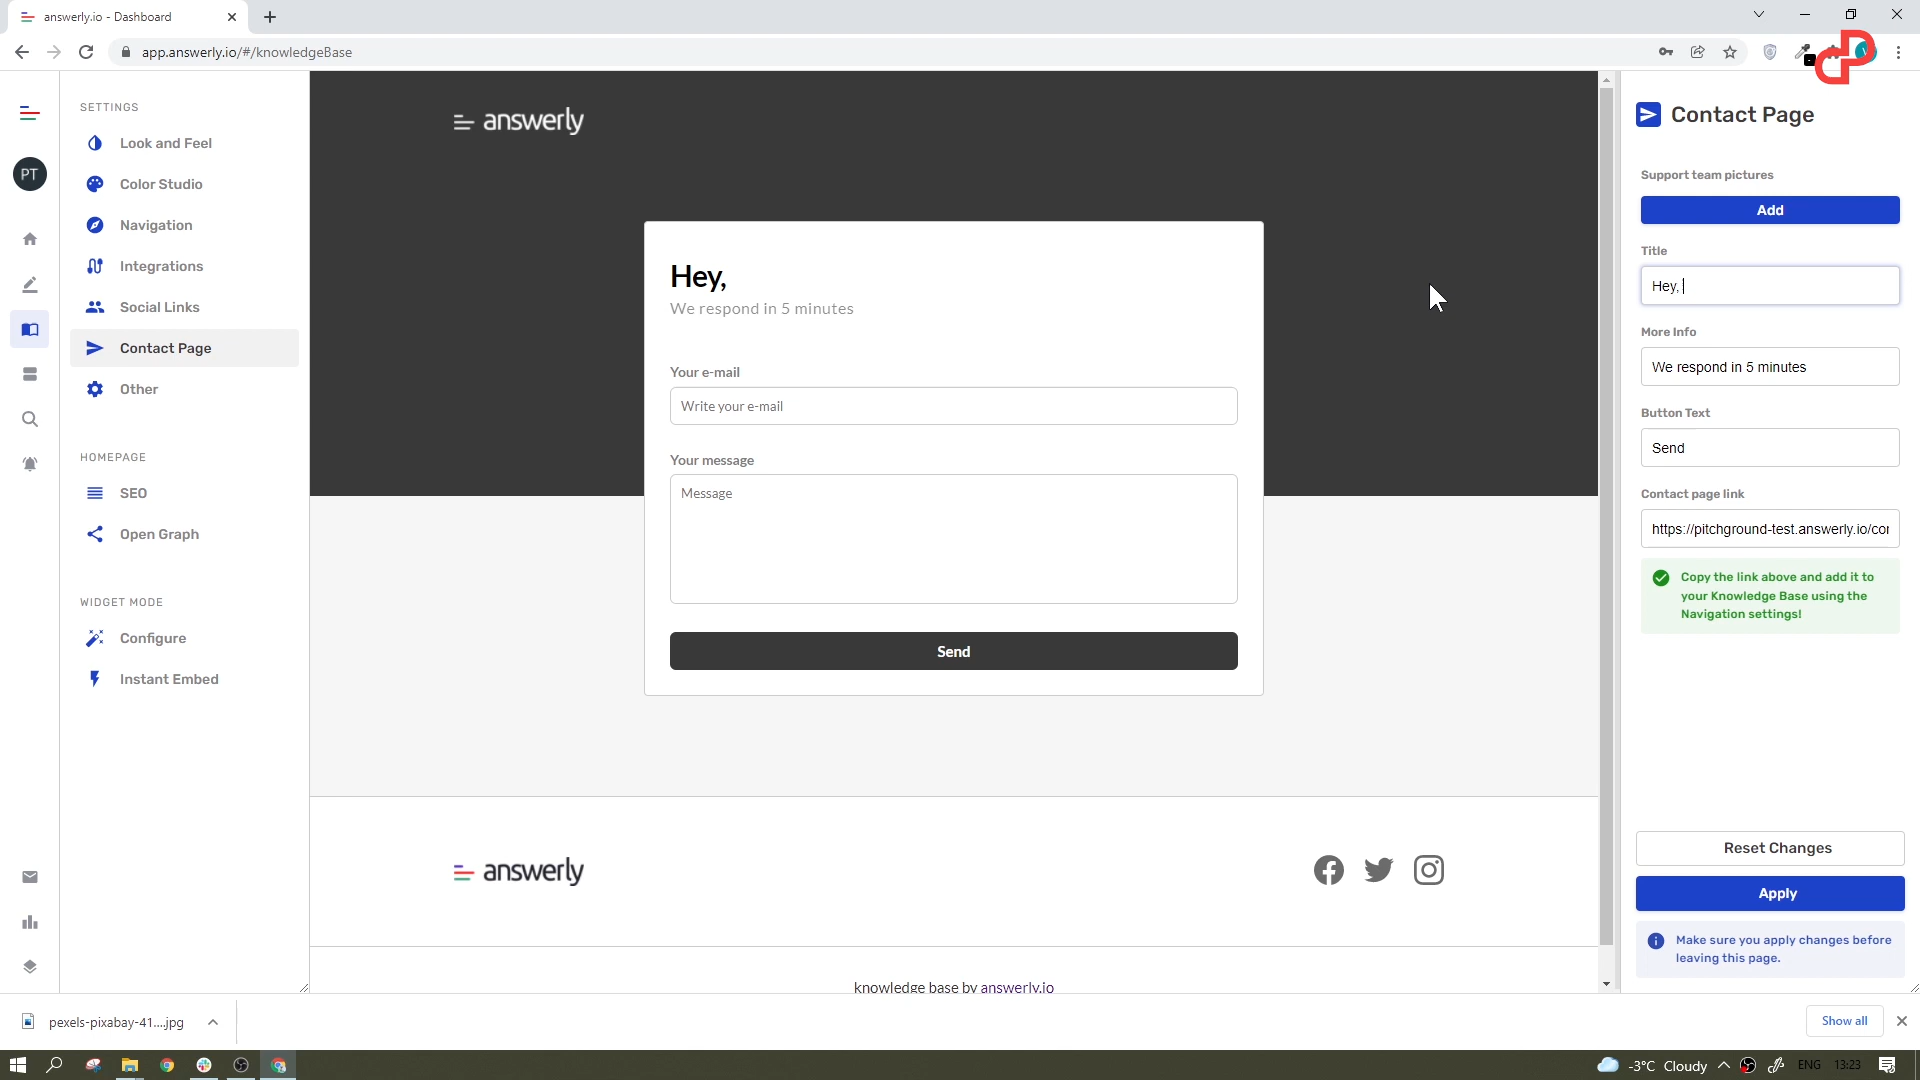 answerly.io - Dashboard
app.answerly.io/#/knowledgeBase
PT
SETTINGS
Look and Feel
Color Studio
Navigation
Integrations
Social Links
Contact Page
Other
HOMEPAGE
SEO
Open Graph
WIDGET MODE
Configure
Instant Embed
answerly
Hey,
We respond in 5 minutes
Your e-mail
Write your e-mail
Your message
Message
Send
answerly
knowledge base by answerly.io
Contact Page
Support team pictures
Add
Title
Hey,
More Info
We respond in 5 minutes
Button Text
Send
Contact page link
https://pitchground-test.answerly.io/cor
Copy the link above and add it to
your Knowledge Base using the
Navigation settings!
Reset Changes
Apply
Make sure you apply changes before
leaving this page.
pexels-pixabay-41....jpg
Show all
-3°C Cloudy
ENG
13:23